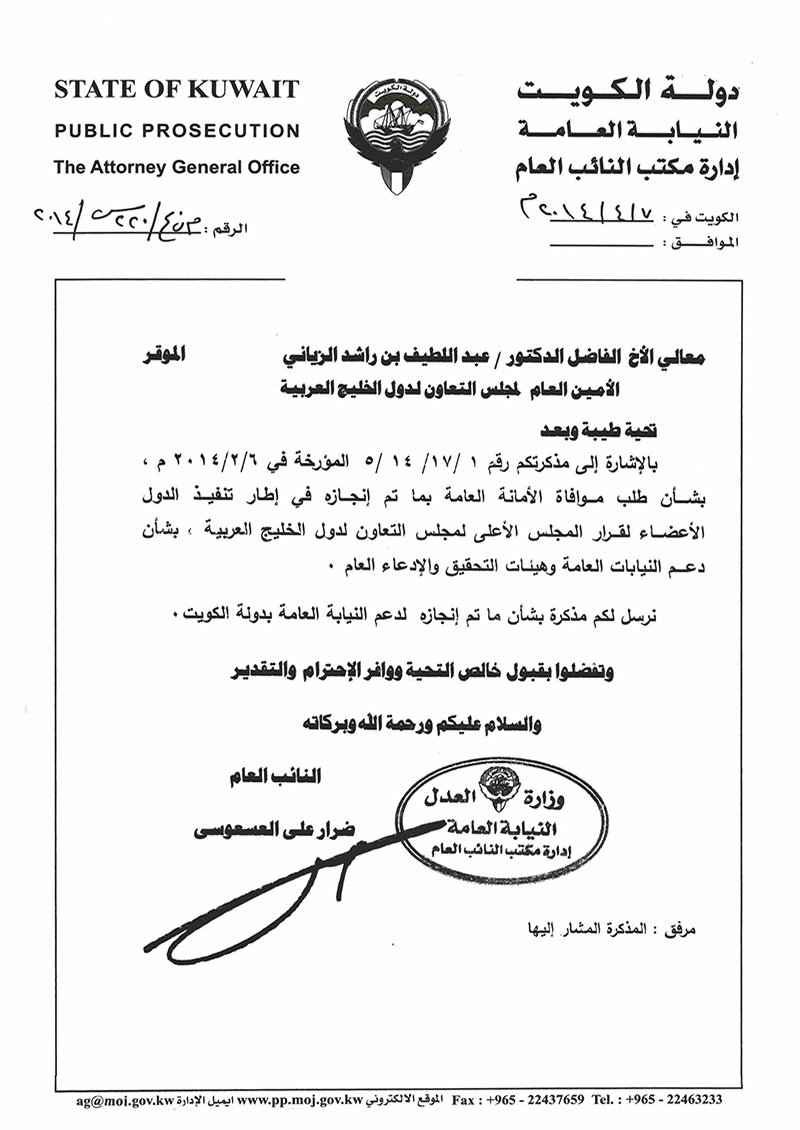 STATE OF KUWAIT
PUBLIC PROSECUTION
The Attorney General Office
دولة الكويت
دولة الكويت
النيابة العامة
إدارة مكتب النائب العام
الكويت في : ٢٠١٤/٤/٧ م
الموافق :
الرقم : /٢٢٠/ ٢٠١٤
معالي الأخ الفاضل الدكتور / عبد اللطيف بن راشد الزياني الموقر
الأمين العام لمجلس التعاون لدول الخليج العربية
تحية طيبة وبعد
بالإشارة إلى مذكرتكم رقم ١ /١٧/ ١٤ /٥ المؤرخة في ٢٠١٤/٢/٦ م ،
بشأن طلب موافاة الأمانة العامة بما تم إنجازه في إطار تنفيذ الدول
الأعضاء لقرار المجلس الأعلى لمجلس التعاون لدول الخليج العربية ، بشأن
دعم النيابات العامة وهيئات التحقيق والإدعاء العام ٠
نرسل لكم مذكرة بشأن ما تم إنجازه لدعم النيابة العامة بدولة الكويت ٠
وتفضلوا بقبول خالص التحية ووافر الإحترام والتقدير
والسلام عليكم ورحمة الله وبركاته
النائب العام
ضرار على العسعوسى
وزارة العدل
النيابة العامة
إدارة مكتب النائب العام
مرفق : المذكرة المشار إليها
ag@moj.gov.kw ايميل الإدارة www.pp.moj.gov.kw الموقع الالكتروني Fax : +965 - 22437659 Tel. : +965 - 22463233